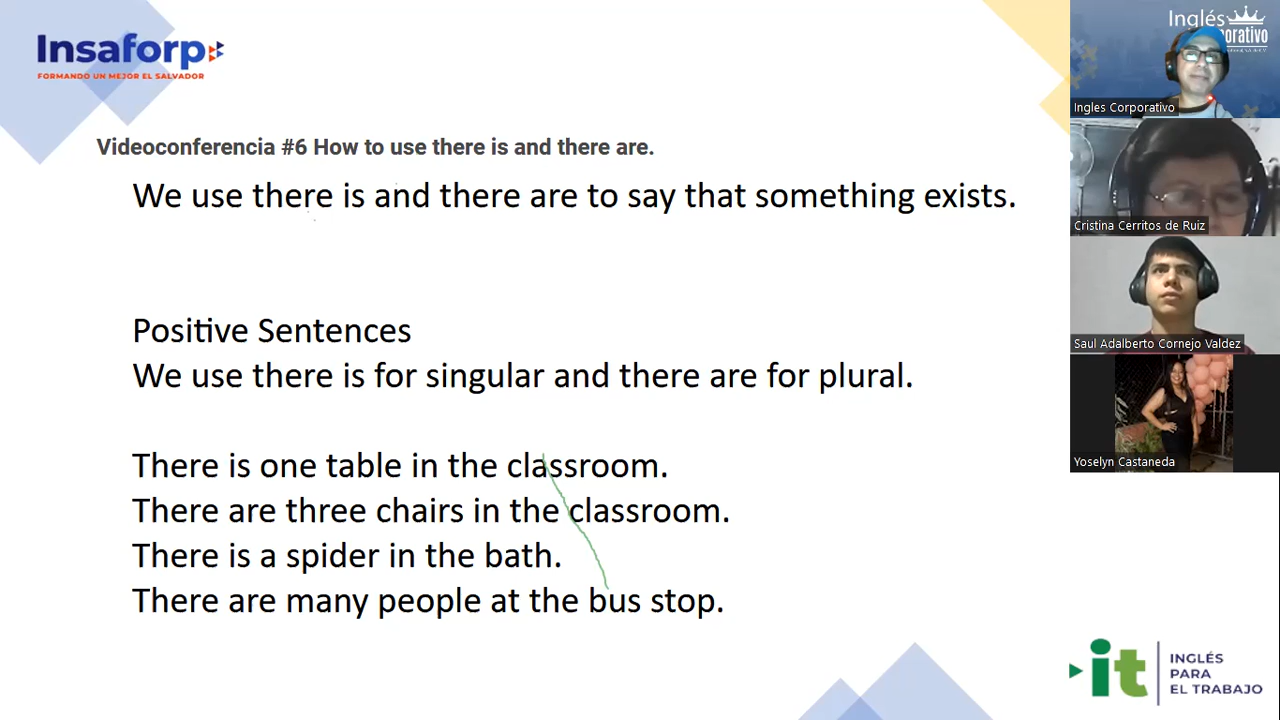 Insaforp
FORMANDO UN MEJOR EL SALVADOR
Videoconferencia #6 How to use there is and there are.
We use there is and there are to say that something exists.
Positive Sentences
We use there is for singular and there are for plural.
There is one table in the classroom.
There are three chairs in the classroom.
There is a spider in the bath.
There are many people at the bus stop.
Inglés
Ingles Corporativo
Cristina Cerritos de Ruiz
Saul Adalberto Cornejo Valdez
Yoselyn Castaneda
it
INGLÉS
PARA
EL TRABAJO